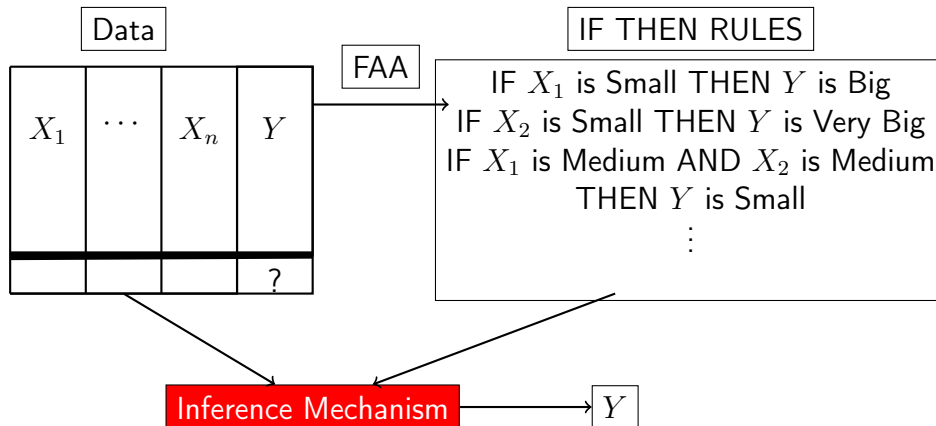 Data
IF THEN RULES
FAA
X₁ ⋯ Xₙ Y
?
IF X₁ is Small THEN Y is Big
IF X₂ is Small THEN Y is Very Big
IF X₁ is Medium AND X₂ is Medium
THEN Y is Small
⋮
Inference Mechanism
Y